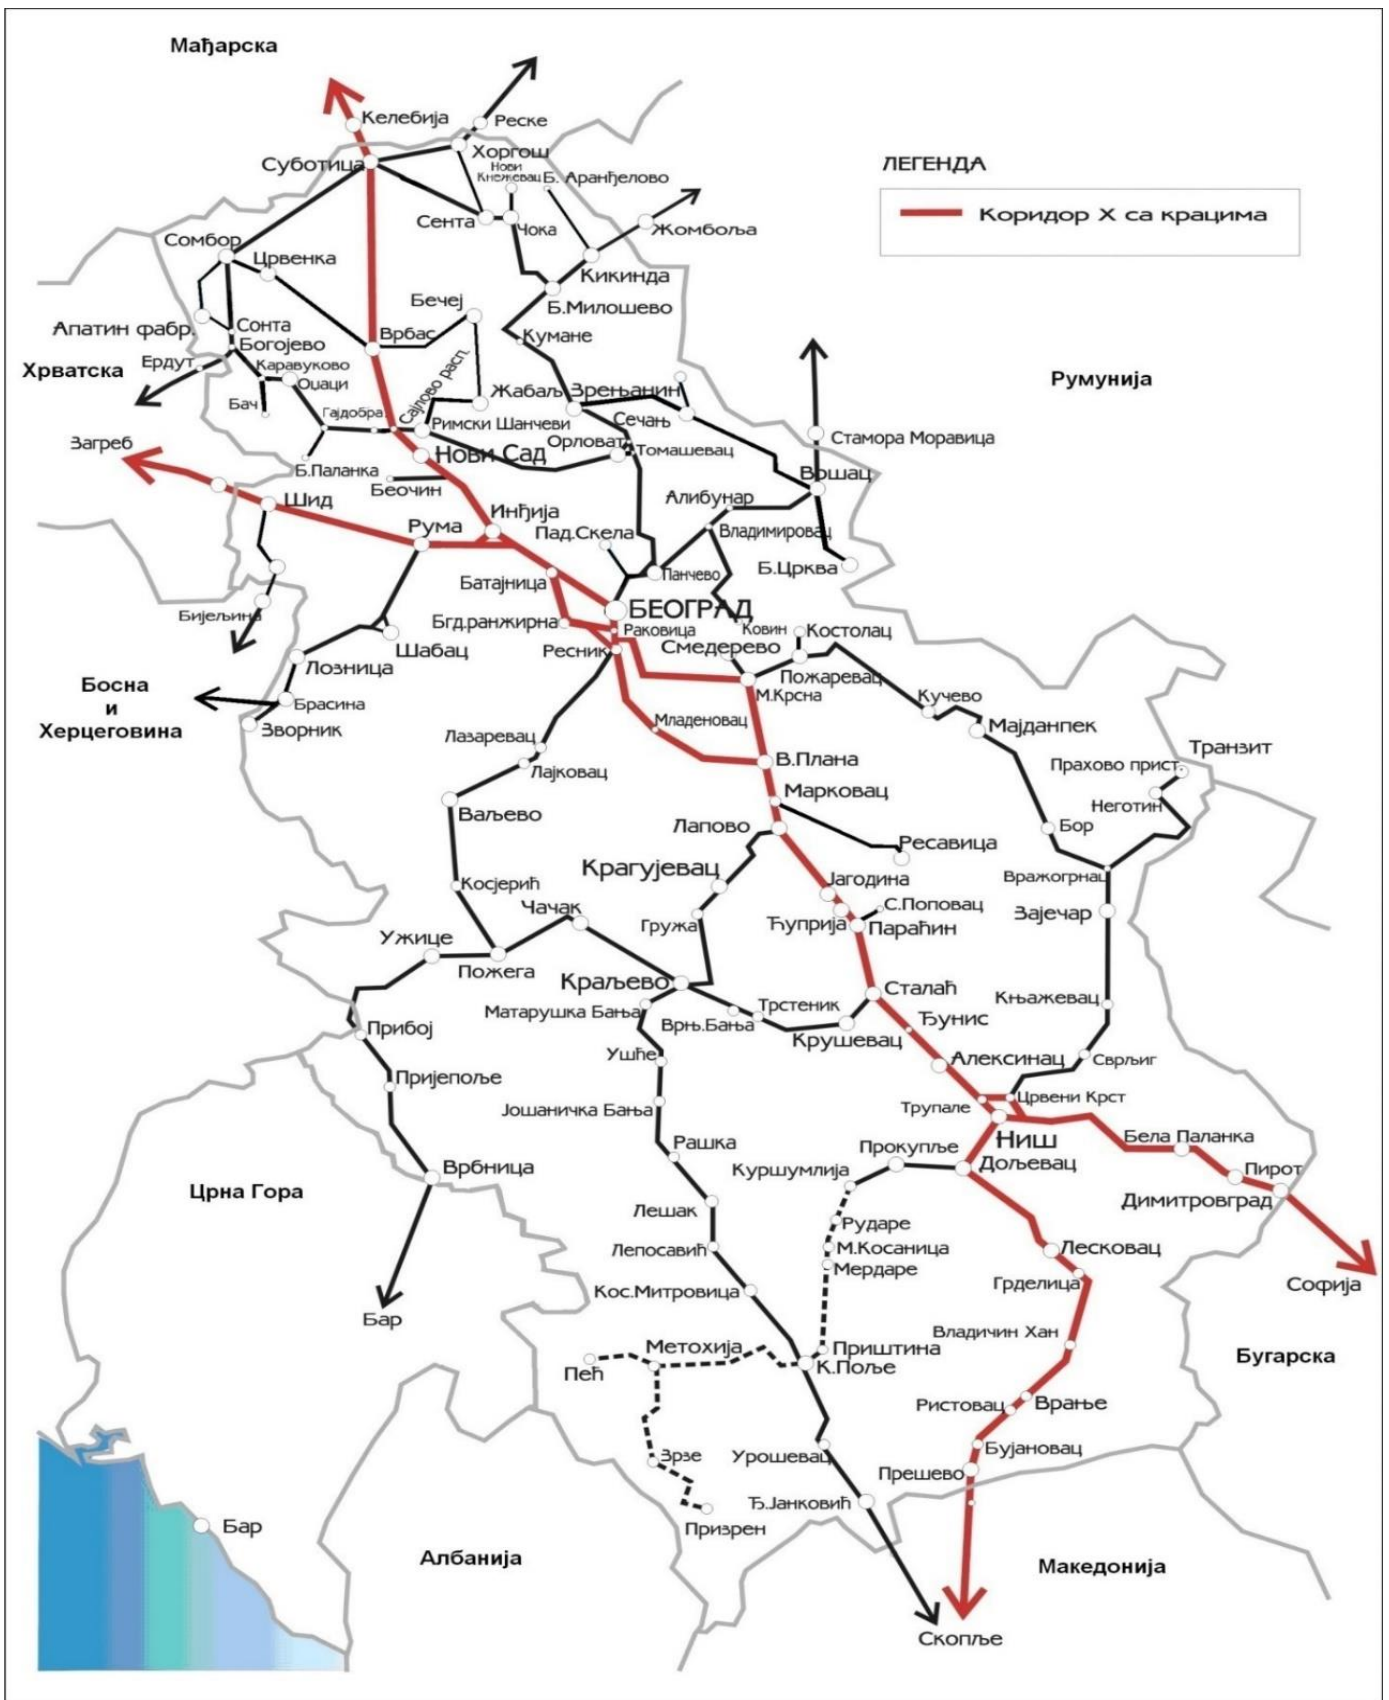 Мађарска
Келебија
Реске
Суботица
Хоргош
Нови
Кнежевац
Б. Аранђелово
ЛЕГЕНДА
Коридор X са крацима
Сента
Чока
Жомбоља
Сомбор
Црвенка
Кикинда
Б.Милошево
Бечеј
Апатин фабр.
Сонта
Врбас
Кумане
Богојево
Ердут
Хрватска
Каравуково
Оџаци
Сајлово расп.
Жабаљ
Зрењанин
Румунија
Бач
Гајдобра
Римски Шанчеви
Сечањ
Стамора Моравица
Загреб
Б.Паланка
Нови Сад
Орловат
Томашевац
Вршац
Беочин
Шид
Алибунар
Рума
Инђија
Пад.Скела
Владимировац
Батајница
Панчево
Б.Црква
Бијељина
БЕОГРАД
Бгд.ранжирна
Раковица
Ковин
Костолац
Шабац
Ресник
Смедерево
Лозница
Пожаревац
Босна
и
Херцеговина
М.Крсна
Кучево
Брасина
Зворник
Младеновац
Мајданпек
Лазаревац
Транзит
Лајковац
В.Плана
Прахово прист.
Марковац
Неготин
Ваљево
Лапово
Бор
Ресавица
Крагујевац
Јагодина
Вражогрнац
Косјерић
С.Поповац
Чачак
Гружа
Ћуприја
Параћин
Зајечар
Ужице
Пожега
Краљево
Сталаћ
Књажевац
Матарушка Бања
Трстеник
Врњ.Бања
Ђунис
Прибој
Крушевац
Ушће
Алексинац
Сврљиг
Пријепоље
Јошаничка Бања
Трупале
Црвени Крст
Рашка
Ниш
Бела Паланка
Прокупље
Дољевац
Врбница
Куршумлија
Пирот
Црна Гора
Димитровград
Лешак
Рударе
Лепосавић
М.Косаница
Лесковац
Мердаре
Кос.Митровица
Грделица
Софија
Бар
Метохија
Приштина
Владичин Хан
Пећ
К.Поље
Бугарска
Ристовац
Врање
Урошевац
Бујановац
Зрзе
Прешево
Ђ.Јанковић
Призрен
Бар
Албанија
Македонија
Скопље